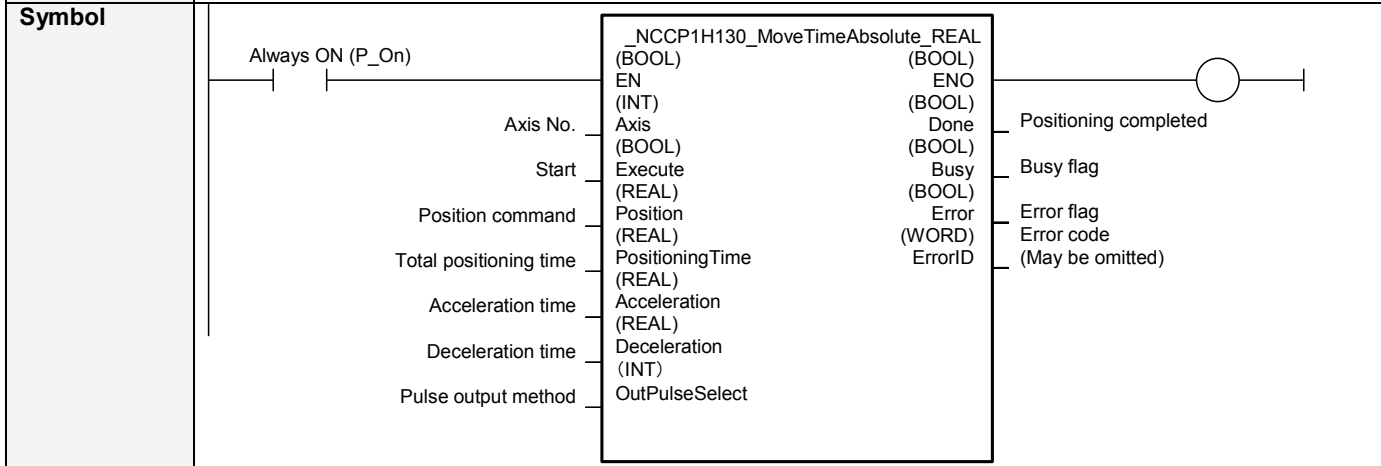 Symbol
Always ON (P_On)
_NCCP1H130_MoveTimeAbsolute_REAL
(BOOL) (BOOL)
EN ENO
(INT) (BOOL)
Axis No. Axis Done Positioning completed
(BOOL) (BOOL)
Start Execute Busy Busy flag
(REAL) (BOOL)
Position command Position Error Error flag
(REAL) (WORD) Error code
Total positioning time PositioningTime ErrorID (May be omitted)
(REAL)
Acceleration time Acceleration
(REAL)
Deceleration time Deceleration
（INT）
Pulse output method OutPulseSelect